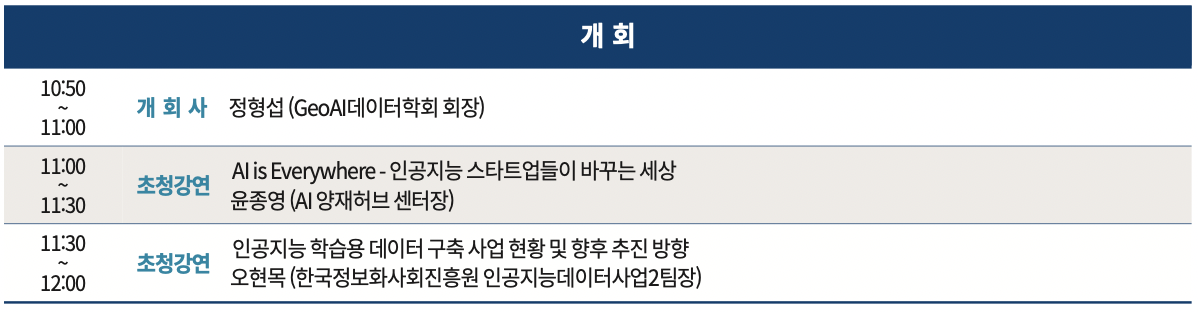 개 회
10:50
~
11:00
개 회 사
정형섭 (GeoAI데이터학회 회장)
11:00
~
11:30
초청강연
AI is Everywhere - 인공지능 스타트업들이 바꾸는 세상
윤종영 (AI 양재허브 센터장)
11:30
~
12:00
초청강연
인공지능 학습용 데이터 구축 사업 현황 및 향후 추진 방향
오현목 (한국정보화사회진흥원 인공지능데이터사업2팀장)